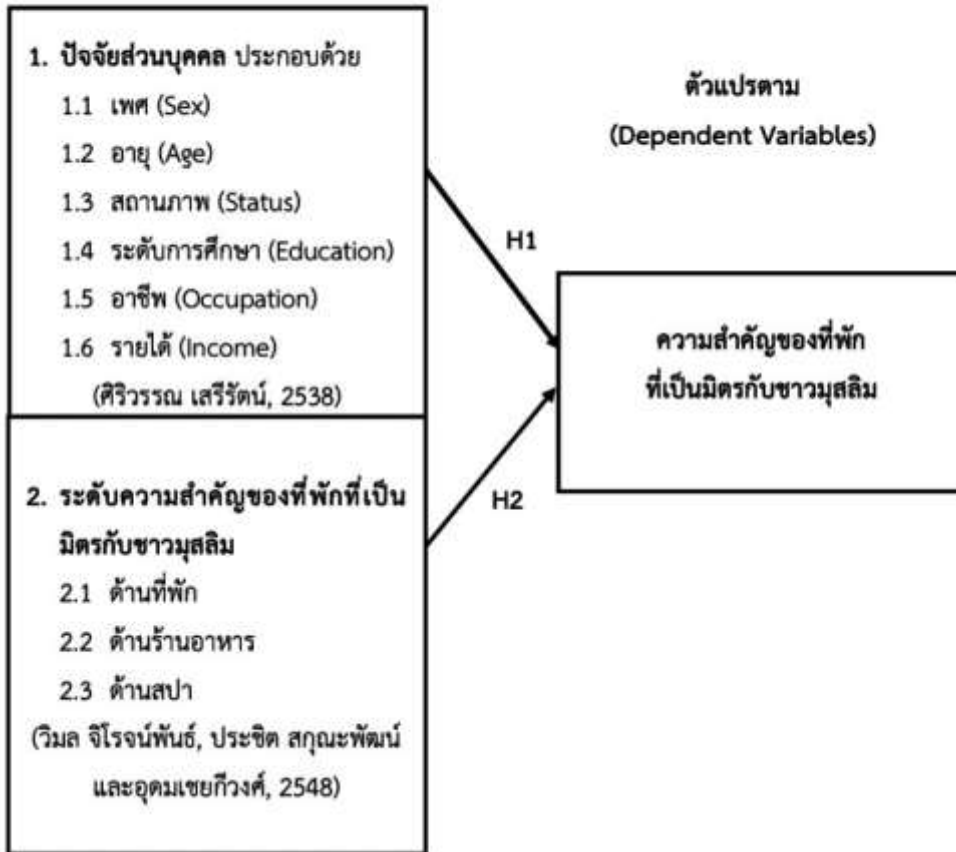 1. ปัจจัยส่วนบุคคล ประกอบด้วย
1.1 เพศ (Sex)
1.2 อายุ (Age)
1.3 สถานภาพ (Status)
1.4 ระดับการศึกษา (Education)
1.5 อาชีพ (Occupation)
1.6 รายได้ (Income)
(ศิริวรรณ เสรีรัตน์, 2538)
2. ระดับความสำคัญของที่พักที่เป็น
มิตรกับชาวมุสลิม
2.1 ด้านที่พัก
2.2 ด้านร้านอาหาร
2.3 ด้านสปา
(วิมล จิโรจน์พันธ์, ประชิต สกุณะพัฒน์
และอุดมเชยกีวงศ์, 2548)
H1
H2
ตัวแปรตาม
(Dependent Variables)
ความสำคัญของที่พัก
ที่เป็นมิตรกับชาวมุสลิม